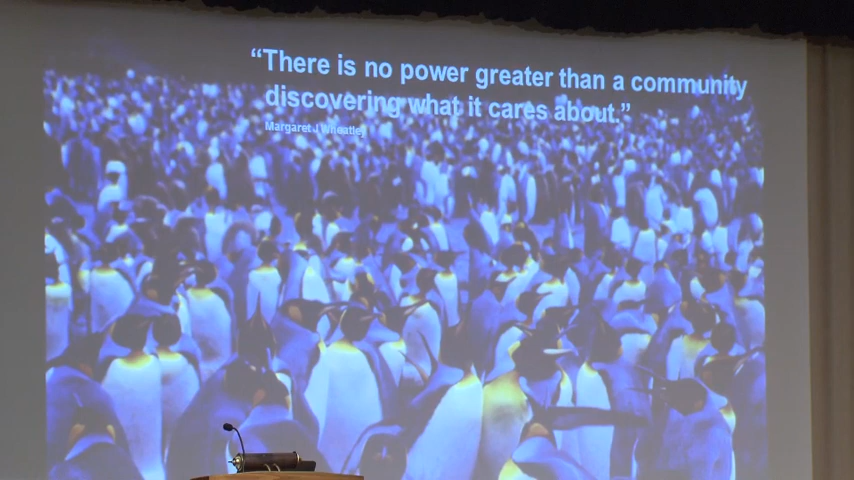 “There is no power greater than a community
discovering what it cares about.”
Margaret J Wheatley